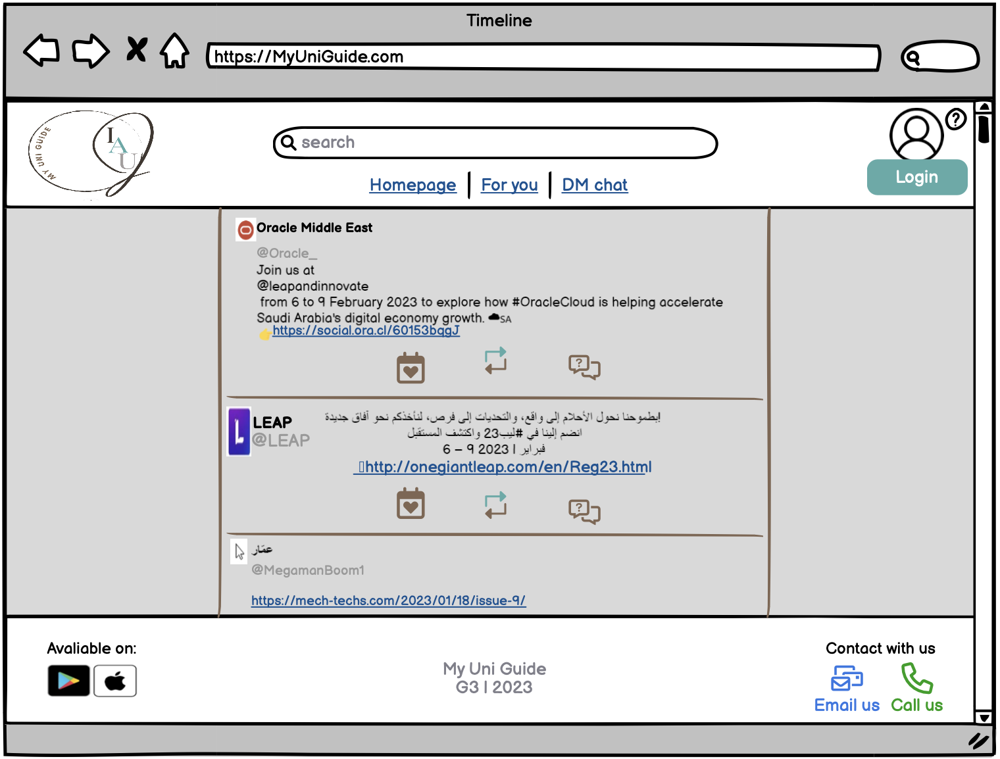 Timeline
https://MyUniGuide.com
MY UNI GUIDE
I
A
U
search
?
Homepage | For you | DM chat
Login
Oracle Middle East
@Oracle_
Join us at
@leapandinnovate
from 6 to 9 February 2023 to explore how #OracleCloud is helping accelerate
Saudi Arabia's digital economy growth. ☁SA
👉https://social.ora.cl/60153bqgJ
?
LEAP
@LEAP
بطموحنا نحول الأحلام إلى واقع، والتحديات إلى فرص، لنأخذكم نحو آفاق جديدة!
انضم إلينا في #ليب23 واكتشف المستقبل
6 – 9 فبراير | 2023
http://onegiantleap.com/en/Reg23.html
?
عمّار
@MegamanBoom1
https://mech-techs.com/2023/01/18/issue-9/
Avaliable on:
My Uni Guide
G3 | 2023
Contact with us
Email us
Call us